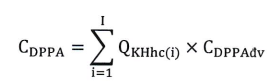 C_DPPA = ∑_{i=1}^{I} Q_KHhc(i) × C_DPPAđv